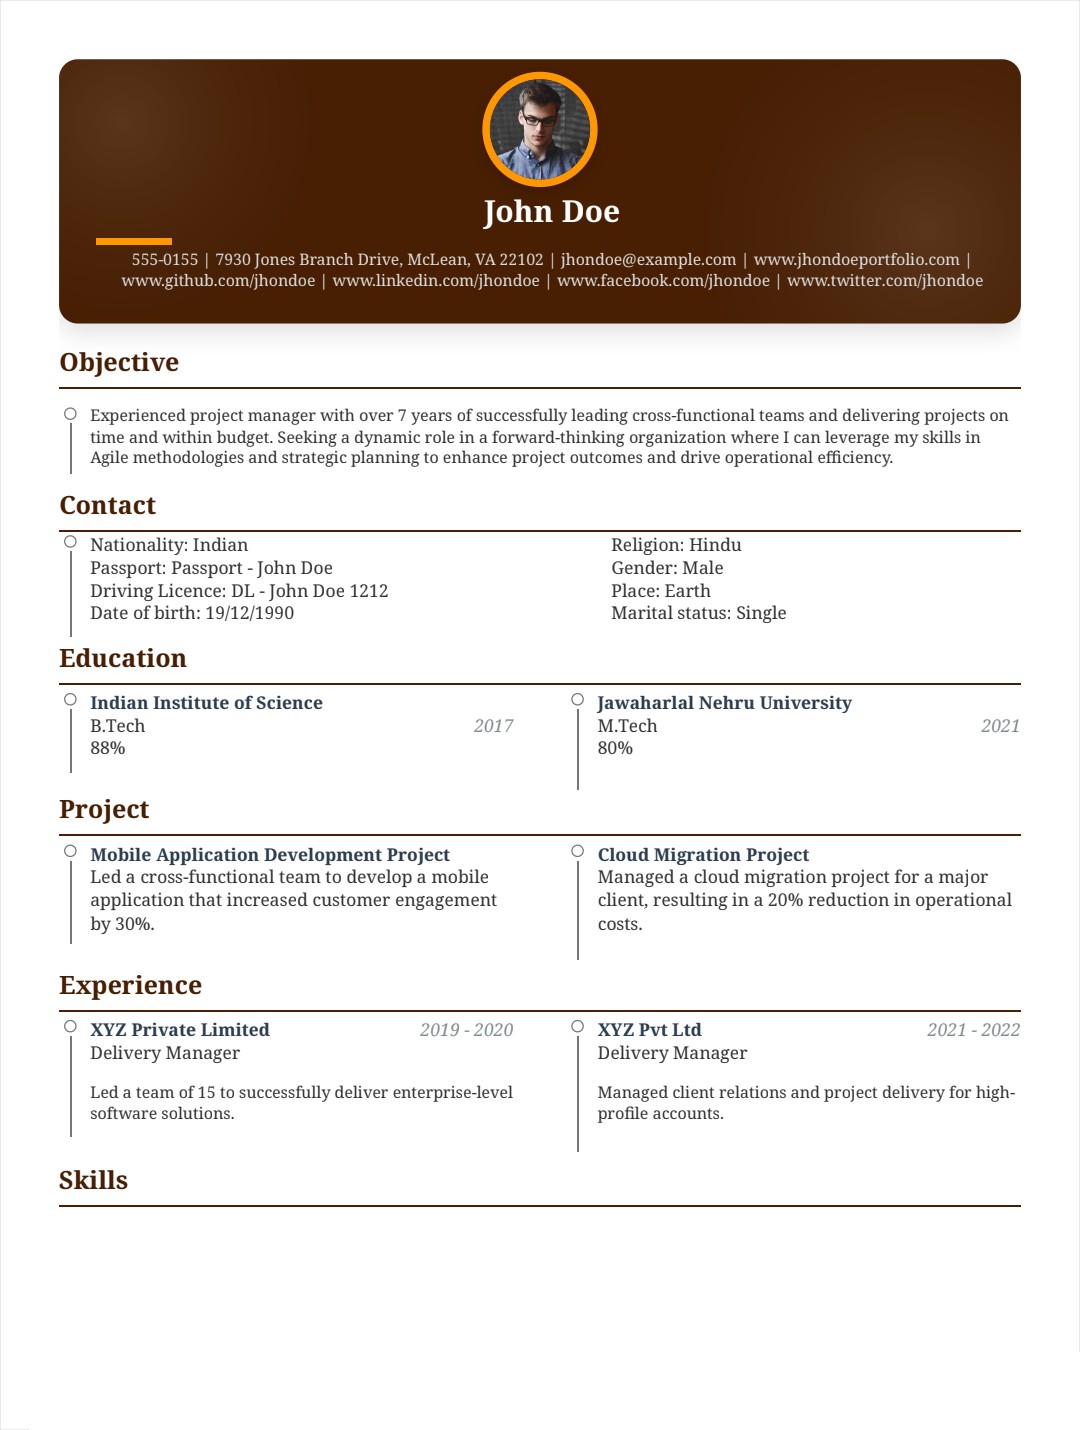 John Doe
555-0155 | 7930 Jones Branch Drive, McLean, VA 22102 | jhondoe@example.com | www.jhondoeportfolio.com |
www.github.com/jhondoe | www.linkedin.com/jhondoe | www.facebook.com/jhondoe | www.twitter.com/jhondoe
Objective
Experienced project manager with over 7 years of successfully leading cross-functional teams and delivering projects on
time and within budget. Seeking a dynamic role in a forward-thinking organization where I can leverage my skills in
Agile methodologies and strategic planning to enhance project outcomes and drive operational efficiency.
Contact
Nationality: Indian
Passport: Passport - John Doe
Driving Licence: DL - John Doe 1212
Date of birth: 19/12/1990
Religion: Hindu
Gender: Male
Place: Earth
Marital status: Single
Education
Indian Institute of Science
B.Tech 2017
88%
Jawaharlal Nehru University
M.Tech 2021
80%
Project
Mobile Application Development Project
Led a cross-functional team to develop a mobile
application that increased customer engagement
by 30%.
Cloud Migration Project
Managed a cloud migration project for a major
client, resulting in a 20% reduction in operational
costs.
Experience
XYZ Private Limited 2019 - 2020
Delivery Manager
Led a team of 15 to successfully deliver enterprise-level
software solutions.
XYZ Pvt Ltd 2021 - 2022
Delivery Manager
Managed client relations and project delivery for high-
profile accounts.
Skills